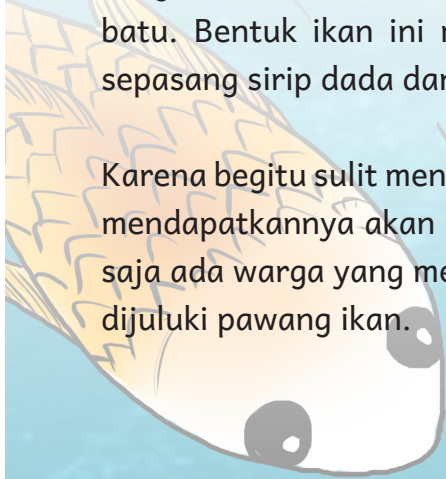 batu. Bentuk ikan ini
sepasang sirip dada
Karena begitu sulit
mendapatkannya akan
saja ada warga yang
dijuluki pawang ikan.